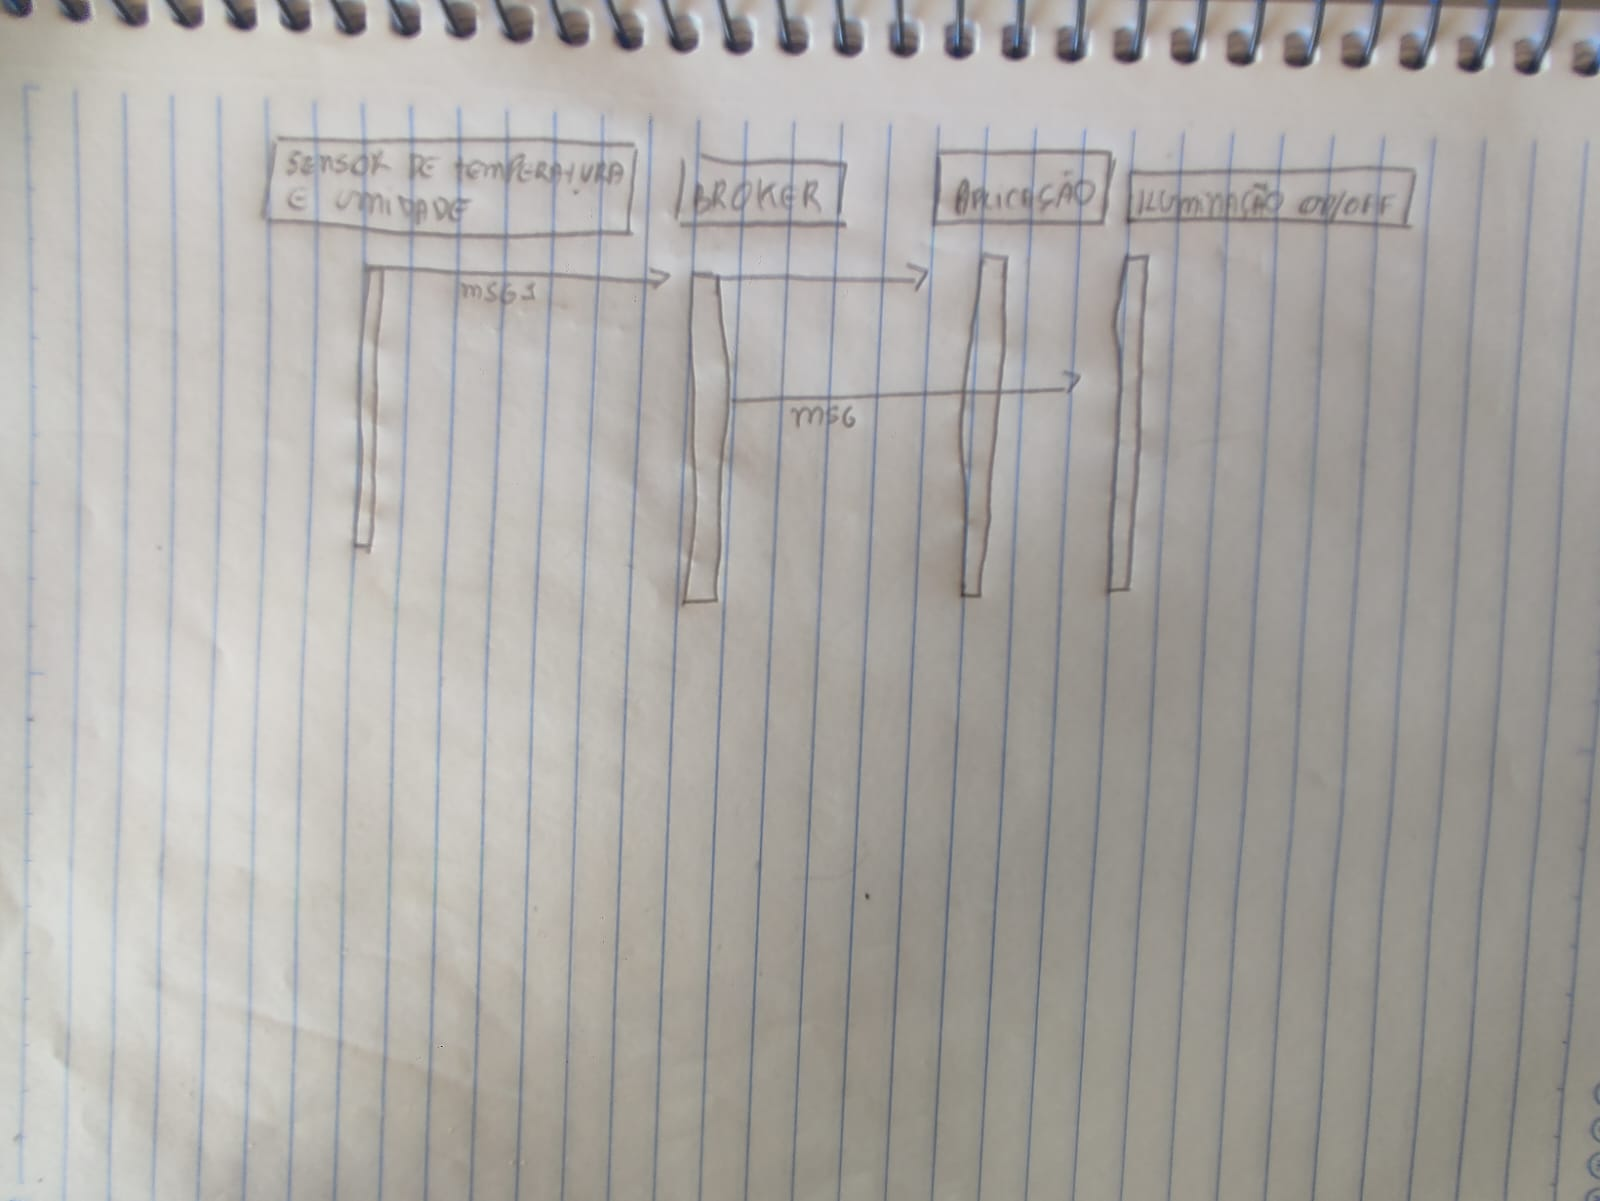 SENSOR DE TEMPERATURA
E UMIDADE
BROKER
APLICAÇÃO
ILUMINAÇÃO ON/OFF
MSG1
MSG